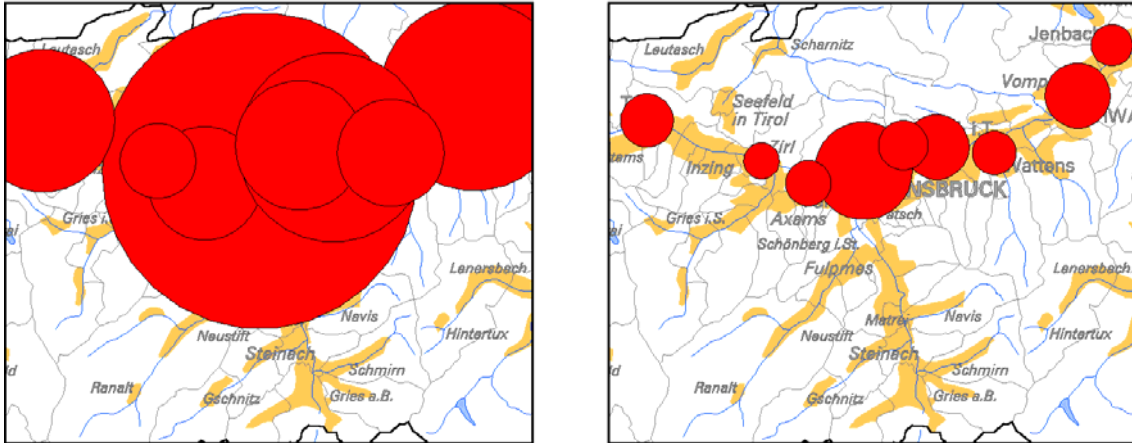 Leutasch
Gries i.S.
Navis
Lanersbach
Neustift
Steinach
Hintertux
Ranalt
Schmirn
Gschnitz
Gries a.B.
Leutasch
Scharnitz
Jenbach
Vomp
Seefeld
in Tirol
Zirl
Inzing
Wattens
NSBRUCK
Axams
Gries i.S.
Schönberg i.St.
Fulpmes
Lanersbach
Matrei
Navis
Neustift
Steinach
Hintertux
Ranalt
Schmirn
Gschnitz
Gries a.B.